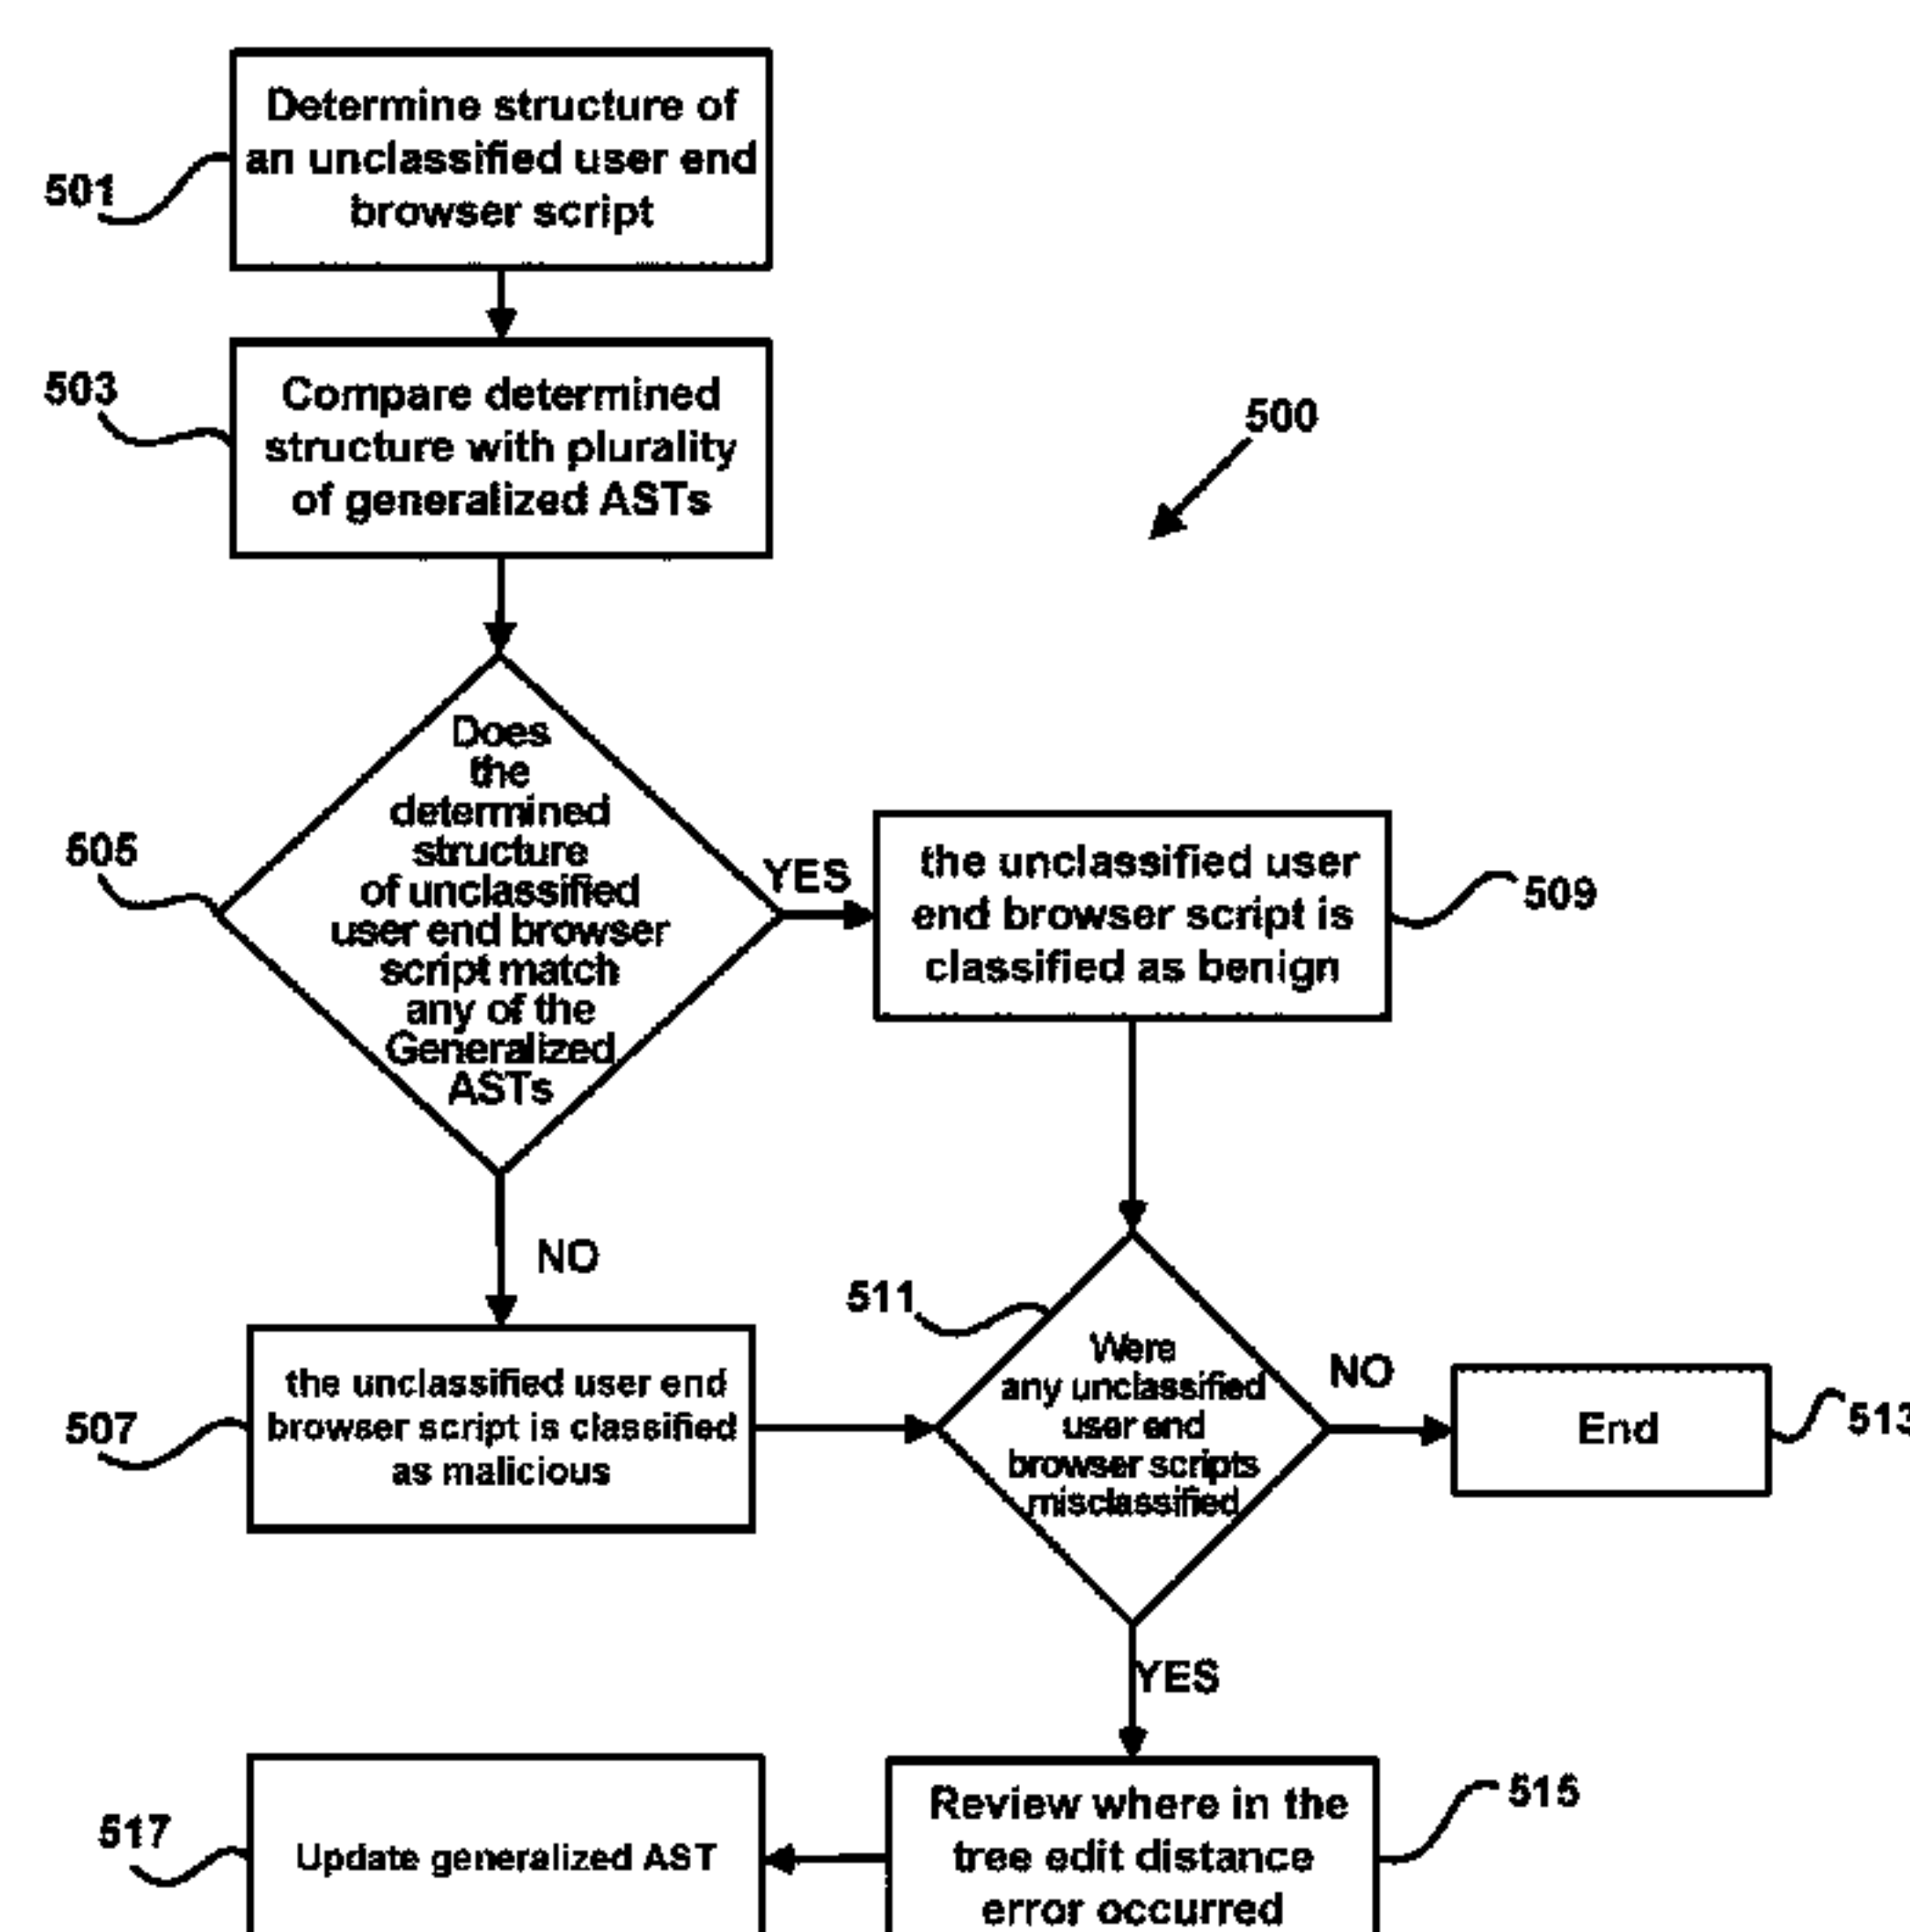 Determine structure of
an unclassified user end
browser script
501
Compare determined
structure with plurality
of generalized ASTs
503
500
Does
the
determined
structure
of unclassified
user end browser
script match
any of the
Generalized
ASTs
505
YES
the unclassified user
end browser script is
classified as benign
509
NO
the unclassified user end
browser script is classified
as malicious
507
511
Were
any unclassified
user end
browser scripts
misclassified
NO
End
513
YES
Review where in the
tree edit distance
error occurred
515
Update generalized AST
517